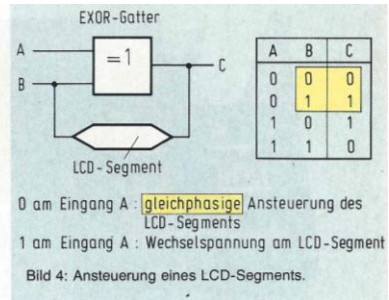 EXOR-Gatter
A
=1
C
B
LCD-Segment
A B C
0 0 0
0 1 1
1 0 1
1 1 0
0 am Eingang A : gleichphasige Ansteuerung des
LCD-Segments
1 am Eingang A : Wechselspannung am LCD-Segment
Bild 4: Ansteuerung eines LCD-Segments.